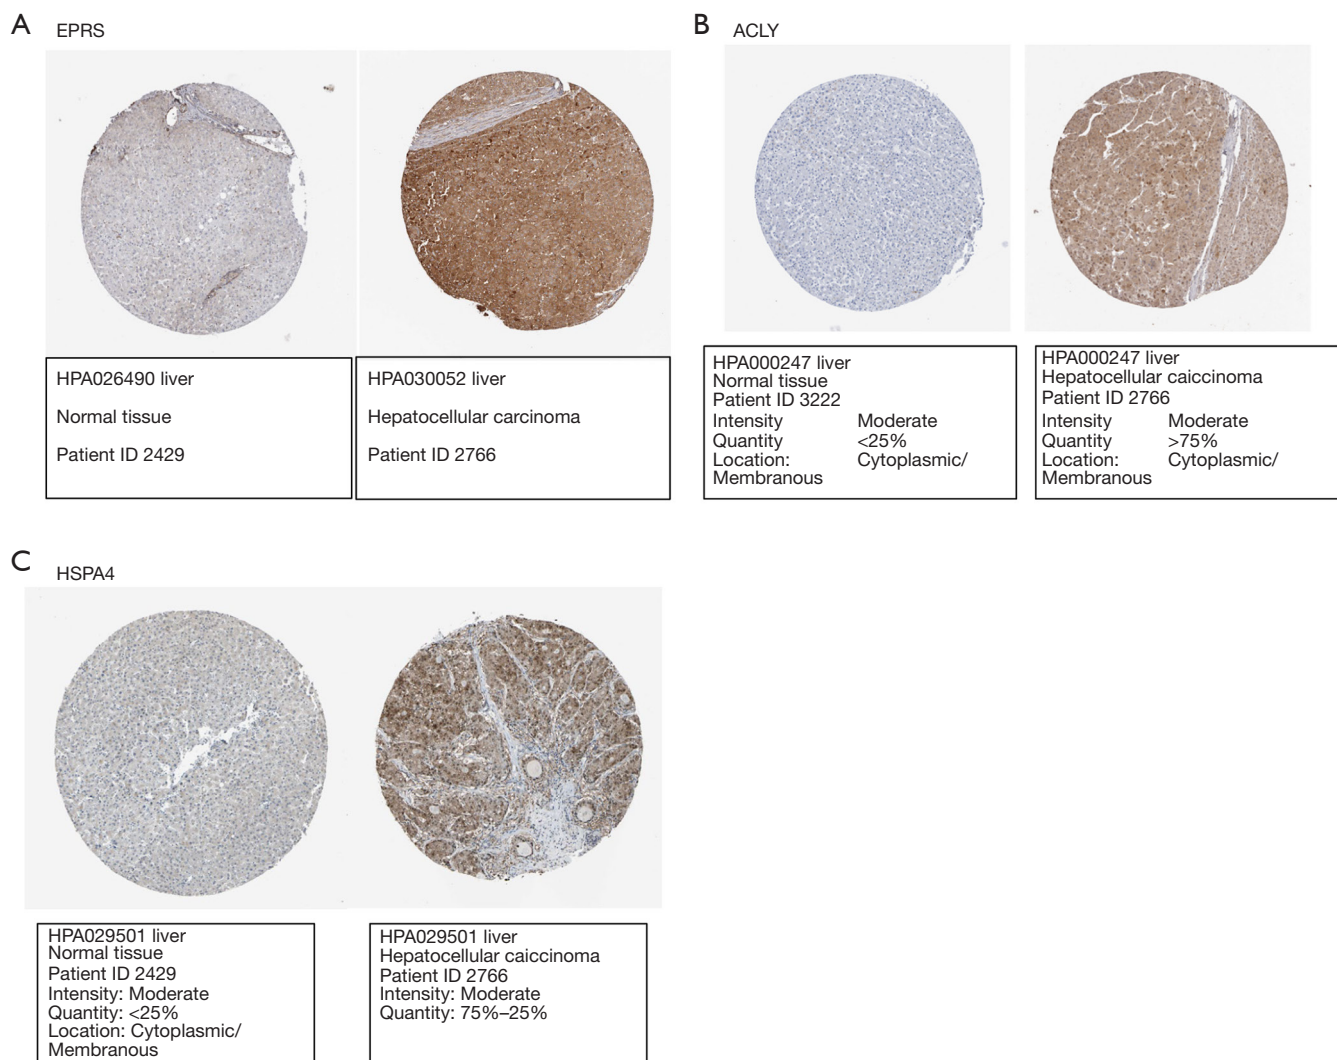 A
EPRS
HPA026490 liver
Normal tissue
Patient ID 2429
HPA030052 liver
Hepatocellular carcinoma
Patient ID 2766
B
ACLY
HPA000247 liver
Normal tissue
Patient ID 3222
Intensity Moderate
Quantity <25%
Location: Cytoplasmic/
Membranous
HPA000247 liver
Hepatocellular caiccinoma
Patient ID 2766
Intensity Moderate
Quantity >75%
Location: Cytoplasmic/
Membranous
C
HSPA4
HPA029501 liver
Normal tissue
Patient ID 2429
Intensity: Moderate
Quantity: <25%
Location: Cytoplasmic/
Membranous
HPA029501 liver
Hepatocellular caiccinoma
Patient ID 2766
Intensity: Moderate
Quantity: 75%–25%